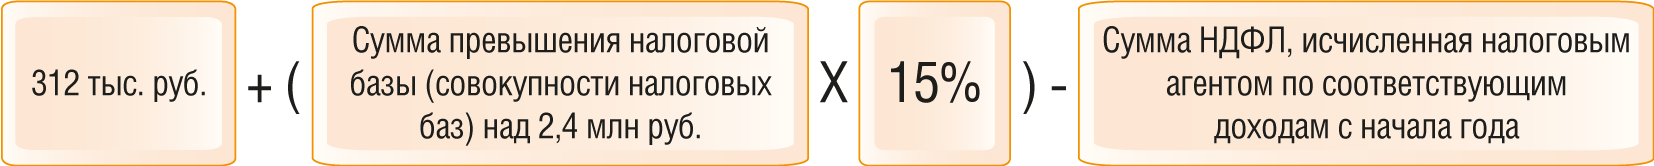 312 тыс. руб.
+ (
Сумма превышения налоговой
базы (совокупности налоговых
баз) над 2,4 млн руб.
X
15%
) -
Сумма НДФЛ, исчисленная налоговым
агентом по соответствующим
доходам с начала года